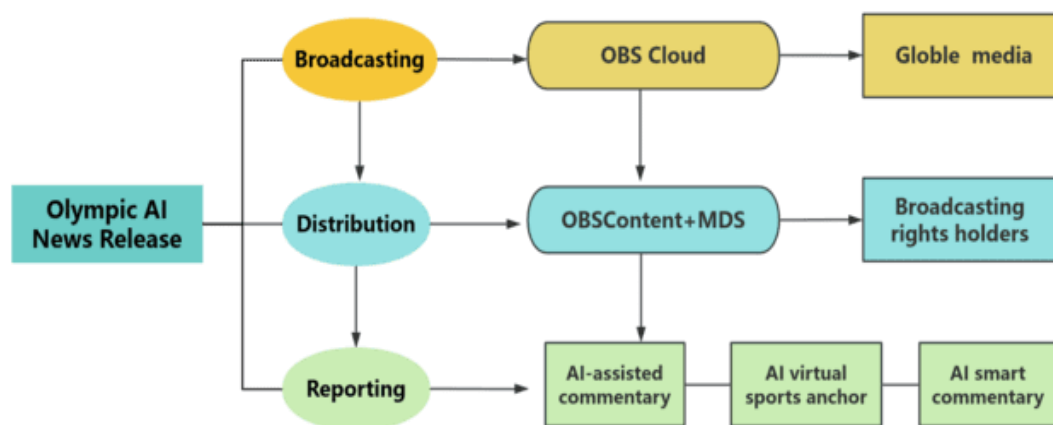 Broadcasting
OBS Cloud
Globle media
Olympic AI
News Release
Distribution
OBSContent+MDS
Broadcasting
rights holders
Reporting
AI-assisted
commentary
AI virtual
sports anchor
AI smart
commentary